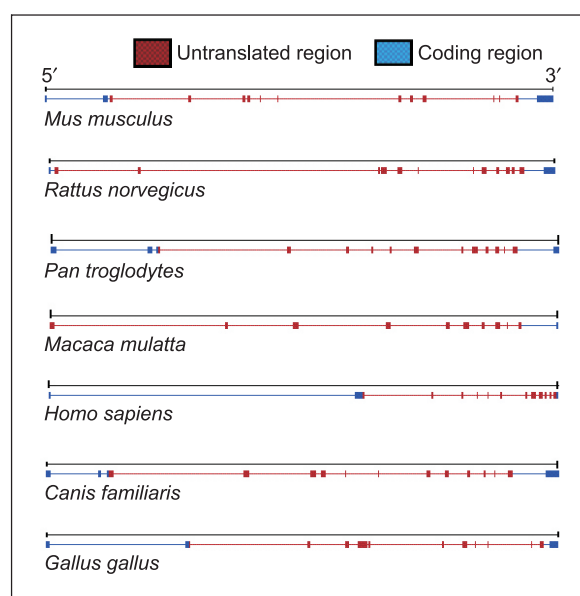 Untranslated region Coding region
5′ 3′
Mus musculus
Rattus norvegicus
Pan troglodytes
Macaca mulatta
Homo sapiens
Canis familiaris
Gallus gallus